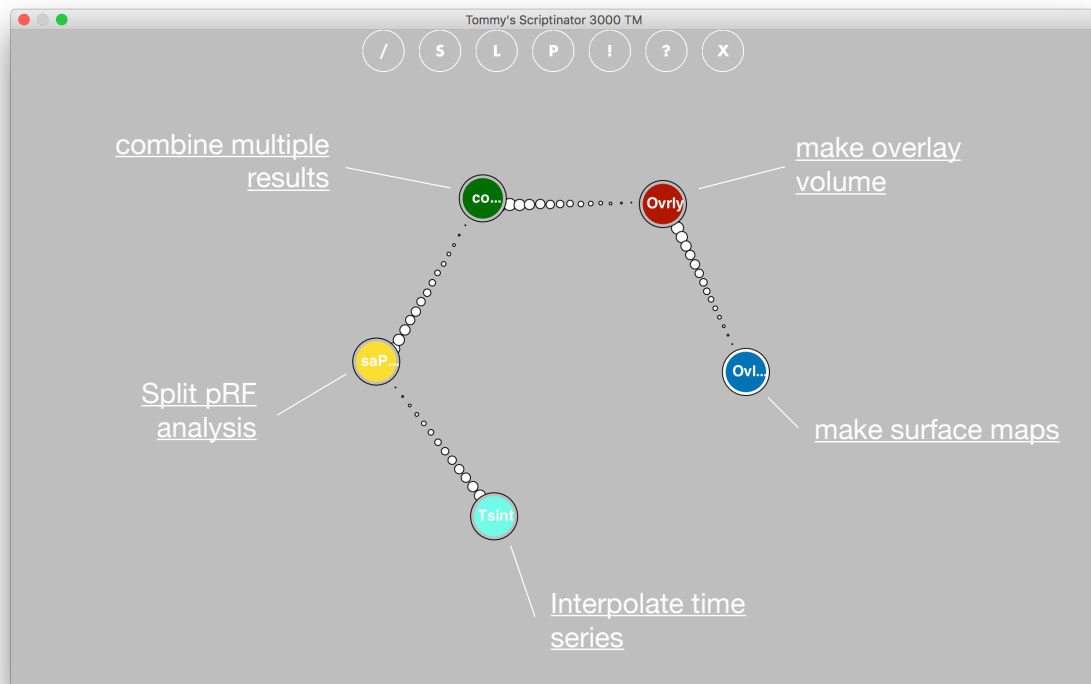 Tommy's Scriptinator 3000 TM
/ S L P ! ? X
combine multiple
results
make overlay
volume
co...
Ovrly
saP...
Ovl...
Split pRF
analysis
make surface maps
Tsint
Interpolate time
series